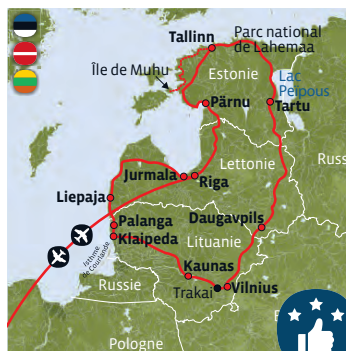 Parc national
de Lahemaa
Tallinn
Île de Muhu
Estonie
Lac
Peïpous
Pärnu
Tartu
Lettonie
Russ
Jurmala
Riga
Liepaja
Palanga
Klaipeda
Isthme
de Courlande
Daugavpils
Lituanie
Kaunas
Russie
Trakai
Vilnius
Pologne